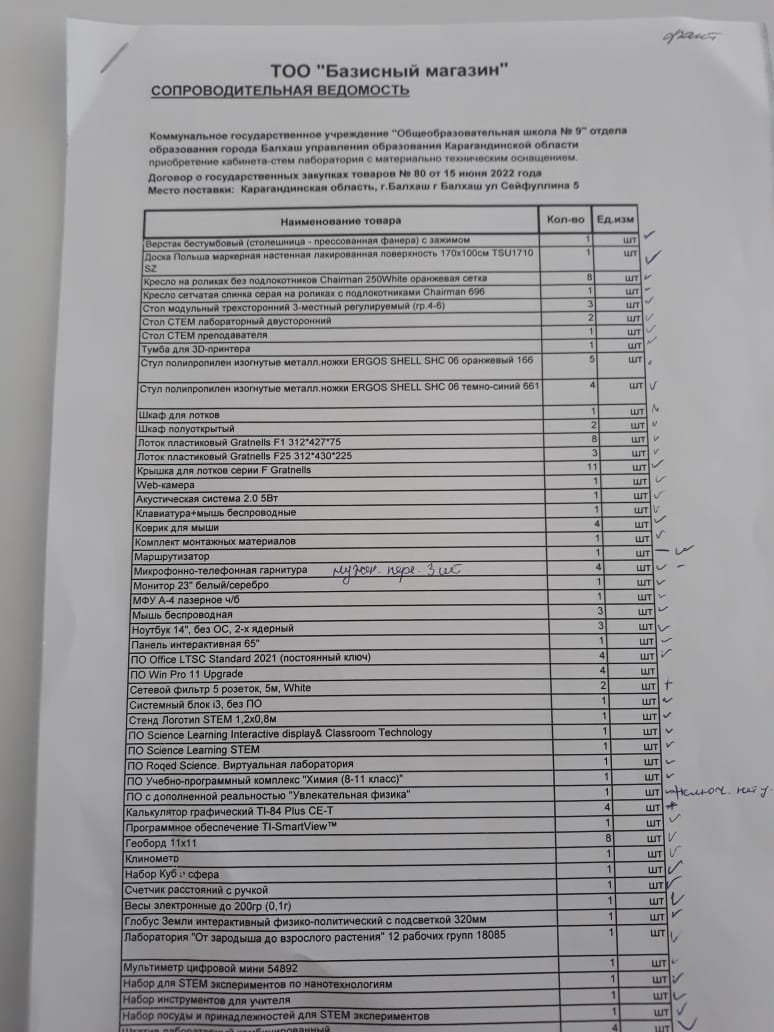 факт
ТОО "Базисный магазин"
СОПРОВОДИТЕЛЬНАЯ ВЕДОМОСТЬ
Коммунальное государственное учреждение "Общеобразовательная школа № 9" отдела
образования города Балхаш управления образования Карагандинской области
приобретение кабинета-стем лаборатория с материально техническим оснащением.
Договор о государственных закупках товаров № 80 от 15 июня 2022 года
Место поставки: Карагандинская область, г.Балхаш г Балхаш ул Сейфуллина 5
Наименование товара Кол-во Ед.изм
Верстак бестумбовый (столешница - прессованная фанера) с зажимом 1 шт
Доска Польша маркерная настенная лакированная поверхность 170х100см TSU1710 1 шт
SZ
Кресло на роликах без подлокотников Chairman 250White оранжевая сетка 8 шт
Кресло сетчатая спинка серая на роликах с подлокотниками Chairman 696 1 шт
Стол модульный трехсторонний 3-местный регулируемый (гр.4-6) 3 шт
Стол СТЕМ лабораторный двусторонний 2 шт
Стол СТЕМ преподавателя 1 шт
Тумба для 3D-принтера 1 шт
Стул полипропилен изогнутые металл.ножки ERGOS SHELL SHC 06 оранжевый 166 5 шт
Стул полипропилен изогнутые металл.ножки ERGOS SHELL SHC 06 темно-синий 661 4 шт
Шкаф для лотков 1 шт
Шкаф полуоткрытый 2 шт
Лоток пластиковый Gratnells F1 312*427*75 8 шт
Лоток пластиковый Gratnells F25 312*430*225 3 шт
Крышка для лотков серии F Gratnells 11 шт
Web-камера 1 шт
Акустическая система 2.0 5Вт 1 шт
Клавиатура+мышь беспроводные 1 шт
Коврик для мыши 4 шт
Комплект монтажных материалов 1 шт
Маршрутизатор 1 шт
Микрофонно-телефонная гарнитура 4 шт
Монитор 23" белый/серебро 1 шт
МФУ А-4 лазерное ч/б 1 шт
Мышь беспроводная 3 шт
Ноутбук 14", без ОС, 2-х ядерный 3 шт
Панель интерактивная 65" 1 шт
ПО Office LTSC Standard 2021 (постоянный ключ) 4 шт
ПО Win Pro 11 Upgrade 4 шт
Сетевой фильтр 5 розеток, 5м, White 2 шт
Системный блок i3, без ПО 1 шт
Стенд Логотип STEM 1,2х0,8м 1 шт
ПО Science Learning Interactive display& Classroom Technology 1 шт
ПО Science Learning STEM 1 шт
ПО Roqed Science. Виртуальная лаборатория 1 шт
ПО Учебно-программный комплекс "Химия (8-11 класс)" 1 шт
ПО с дополненной реальностью "Увлекательная физика" 1 шт
Калькулятор графический TI-84 Plus CE-T 4 шт
Программное обеспечение TI-SmartView™ 1 шт
Геоборд 11х11 8 шт
Клинометр 1 шт
Набор Куб и сфера 1 шт
Счетчик расстояний с ручкой 1 шт
Весы электронные до 200гр (0,1г) 1 шт
Глобус Земли интерактивный физико-политический с подсветкой 320мм 1 шт
Лаборатория "От зародыша до взрослого растения" 12 рабочих групп 18085 1 шт
Мультиметр цифровой мини 54892 1 шт
Набор для STEM эксперименты по нанотехнологиям 1 шт
Набор инструментов для учителя 1 шт
Набор посуды и принадлежностей для STEM экспериментов 1 шт
Штатив лабораторный комбинированный 4 шт